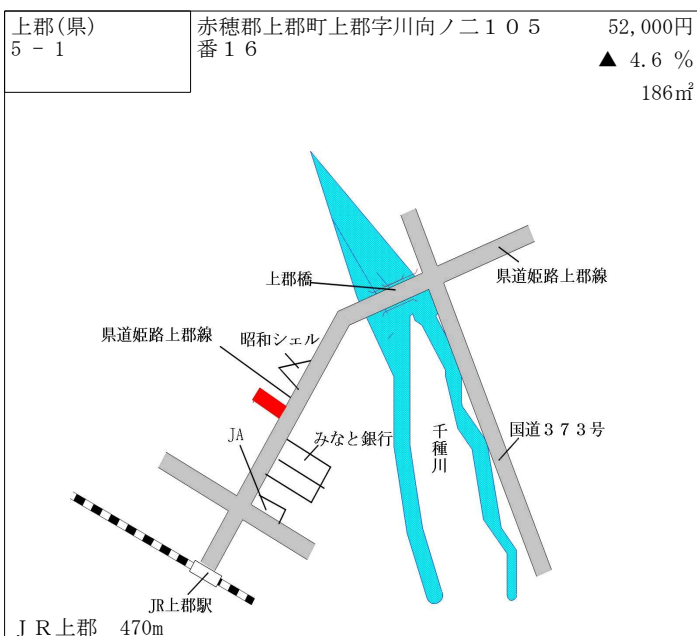 上郡(県)
5 - 1
赤穂郡上郡町上郡字川向ノ二１０５
番１６
52,000円
▲ 4.6 %
186㎡
上郡橋
県道姫路上郡線
県道姫路上郡線
昭和シェル
JA
みなと銀行
千種川
国道３７３号
JR上郡駅
ＪＲ上郡 470m